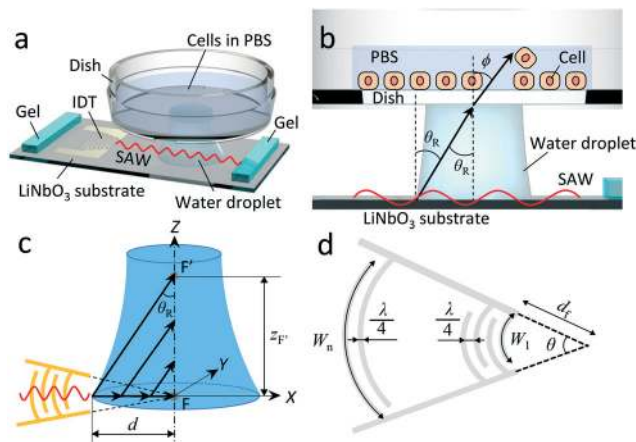 a
Cells in PBS
Dish
IDT
Gel
Gel
SAW
LiNbO3 substrate
Water droplet
b
PBS
ϕ
Cell
Dish
θR
θR
Water droplet
SAW
LiNbO3 substrate
c
Z
F'
θR
zF'
Y
X
F
d
d
df
λ/4
λ/4
Wn
W1
θ